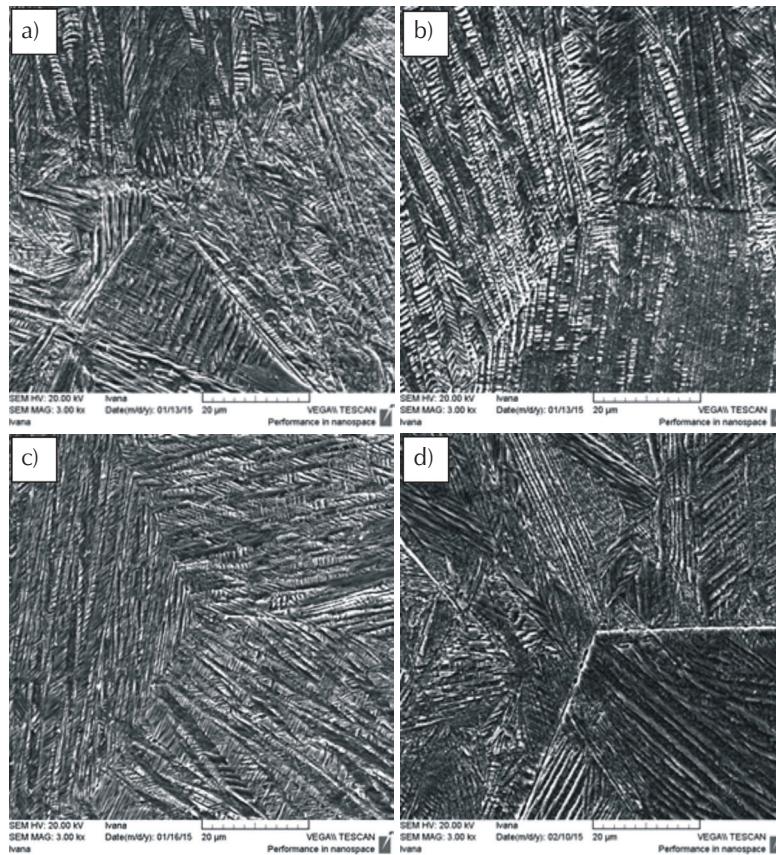 a)
SEM HV: 20.00 kV Ivana
SEM MAG: 3.00 kx Date(m/d/y): 01/13/15 20 µm VEGA\\ TESCAN
Ivana Performance in nanospace
b)
SEM HV: 20.00 kV Ivana
SEM MAG: 3.00 kx Date(m/d/y): 01/13/15 20 µm VEGA\\ TESCAN
Ivana Performance in nanospace
c)
SEM HV: 20.00 kV Ivana
SEM MAG: 3.00 kx Date(m/d/y): 01/16/15 20 µm VEGA\\ TESCAN
Ivana Performance in nanospace
d)
SEM HV: 20.00 kV Ivana
SEM MAG: 3.00 kx Date(m/d/y): 02/10/15 20 µm VEGA\\ TESCAN
Ivana Performance in nanospace